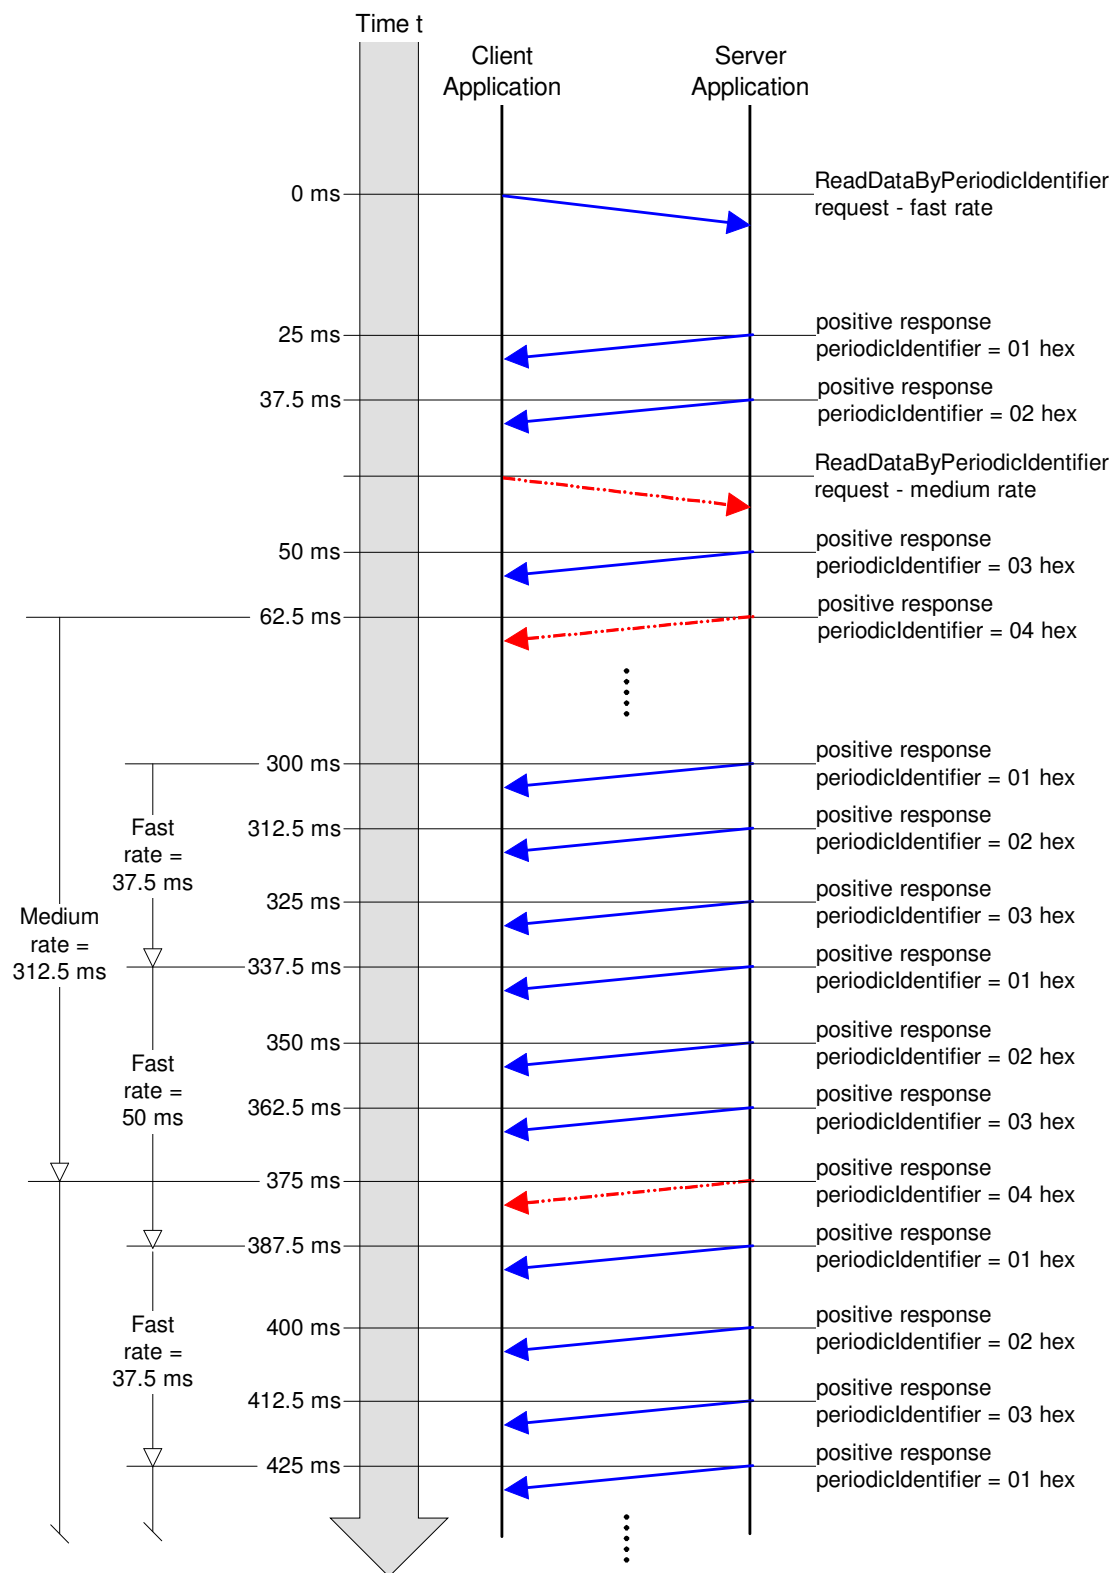 Time t
Client
Application
Server
Application
0 ms
ReadDataByPeriodicIdentifier
request - fast rate
25 ms
positive response
periodicIdentifier = 01 hex
37.5 ms
positive response
periodicIdentifier = 02 hex
ReadDataByPeriodicIdentifier
request - medium rate
50 ms
positive response
periodicIdentifier = 03 hex
62.5 ms
positive response
periodicIdentifier = 04 hex
300 ms
positive response
periodicIdentifier = 01 hex
Fast
rate =
37.5 ms
312.5 ms
positive response
periodicIdentifier = 02 hex
Medium
rate =
312.5 ms
325 ms
positive response
periodicIdentifier = 03 hex
337.5 ms
positive response
periodicIdentifier = 01 hex
Fast
rate =
50 ms
350 ms
positive response
periodicIdentifier = 02 hex
362.5 ms
positive response
periodicIdentifier = 03 hex
375 ms
positive response
periodicIdentifier = 04 hex
387.5 ms
positive response
periodicIdentifier = 01 hex
Fast
rate =
37.5 ms
400 ms
positive response
periodicIdentifier = 02 hex
412.5 ms
positive response
periodicIdentifier = 03 hex
425 ms
positive response
periodicIdentifier = 01 hex